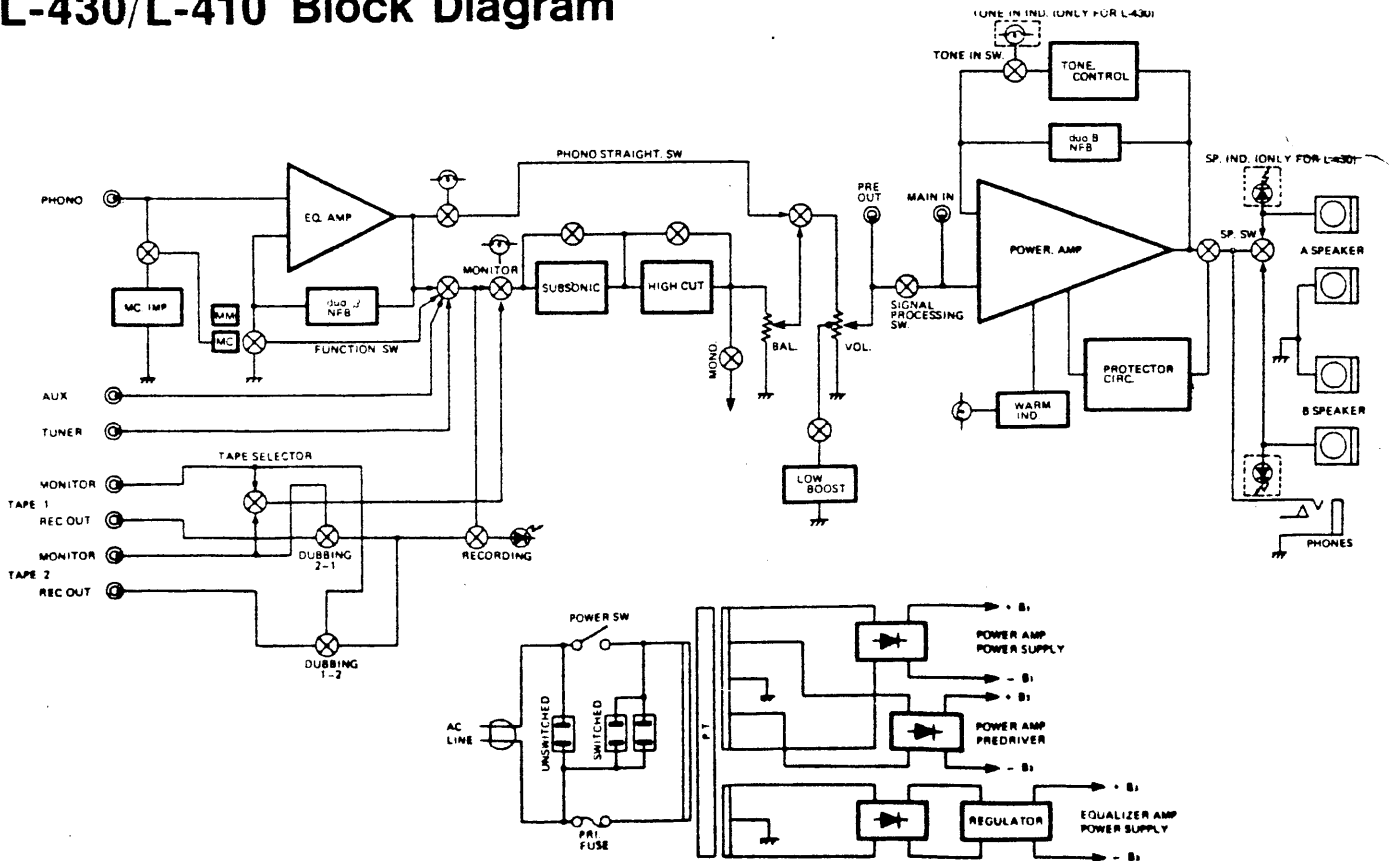 L-430/L-410 Block Diagram
TONE IN IND. (ONLY FOR L-430)
TONE IN SW.
TONE.
CONTROL
duo B
NFB
PHONO STRAIGHT. SW
SP. IND. (ONLY FOR L-430)
PHONO
EQ. AMP
PRE
OUT
MAIN IN
POWER. AMP
SP. SW
A SPEAKER
MONITOR
SUBSONIC
HIGH CUT
MC IMP
MM
MC
duo B
NFB
FUNCTION SW
SIGNAL
PROCESSING
SW.
BAL.
VOL.
MONO.
PROTECTOR
CIRC.
WARM
IND
B SPEAKER
AUX
TUNER
TAPE SELECTOR
LOW
BOOST
MONITOR
TAPE 1
REC OUT
MONITOR
TAPE 2
REC OUT
DUBBING
2-1
RECORDING
PHONES
DUBBING
1-2
POWER SW
AC
LINE
UNSWITCHED
SWITCHED
PRI.
FUSE
P.T
+ B1
POWER AMP
POWER SUPPLY
- B1
+ B
POWER AMP
PREDRIVER
- B
+ B
REGULATOR
EQUALIZER AMP
POWER SUPPLY
- B